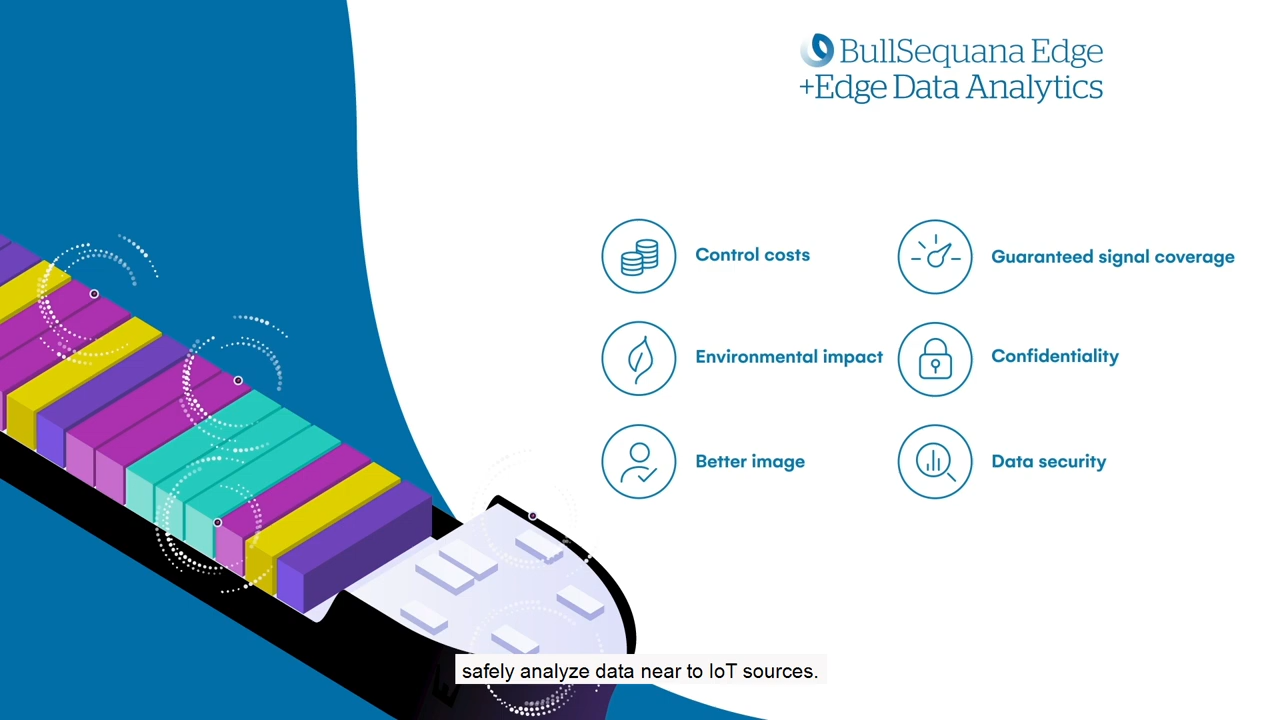 BullSequana Edge
+Edge Data Analytics
Control costs
Guaranteed signal coverage
Environmental impact
Confidentiality
Better image
Data security
safely analyze data near to IoT sources.